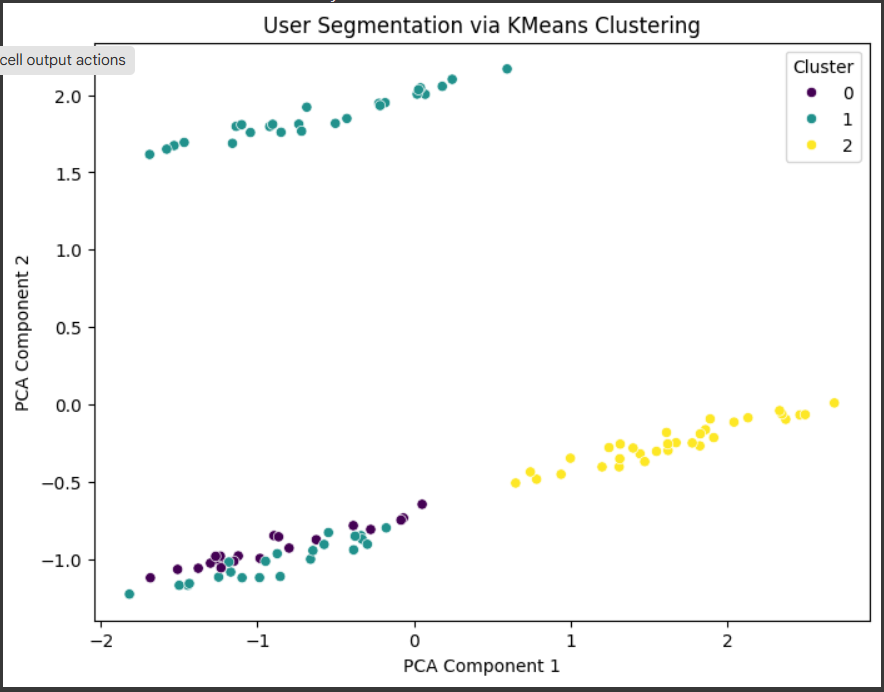 User Segmentation via KMeans Clustering
cell output actions
Cluster
0
1
2
2.0
1.5
1.0
0.5
0.0
−0.5
−1.0
PCA Component 2
−2 −1 0 1 2
PCA Component 1